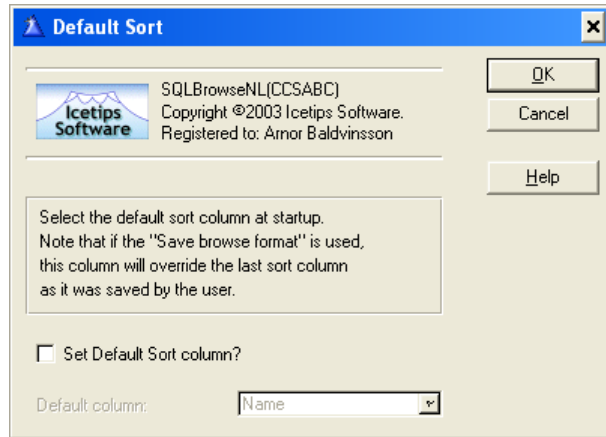 Default Sort
Icetips
Software
SQLBrowseNL(CCSABC)
Copyright ©2003 Icetips Software.
Registered to: Arnor Baldvinsson
OK
Cancel
Help
Select the default sort column at startup.
Note that if the "Save browse format" is used,
this column will override the last sort column
as it was saved by the user.
Set Default Sort column?
Default column:
Name